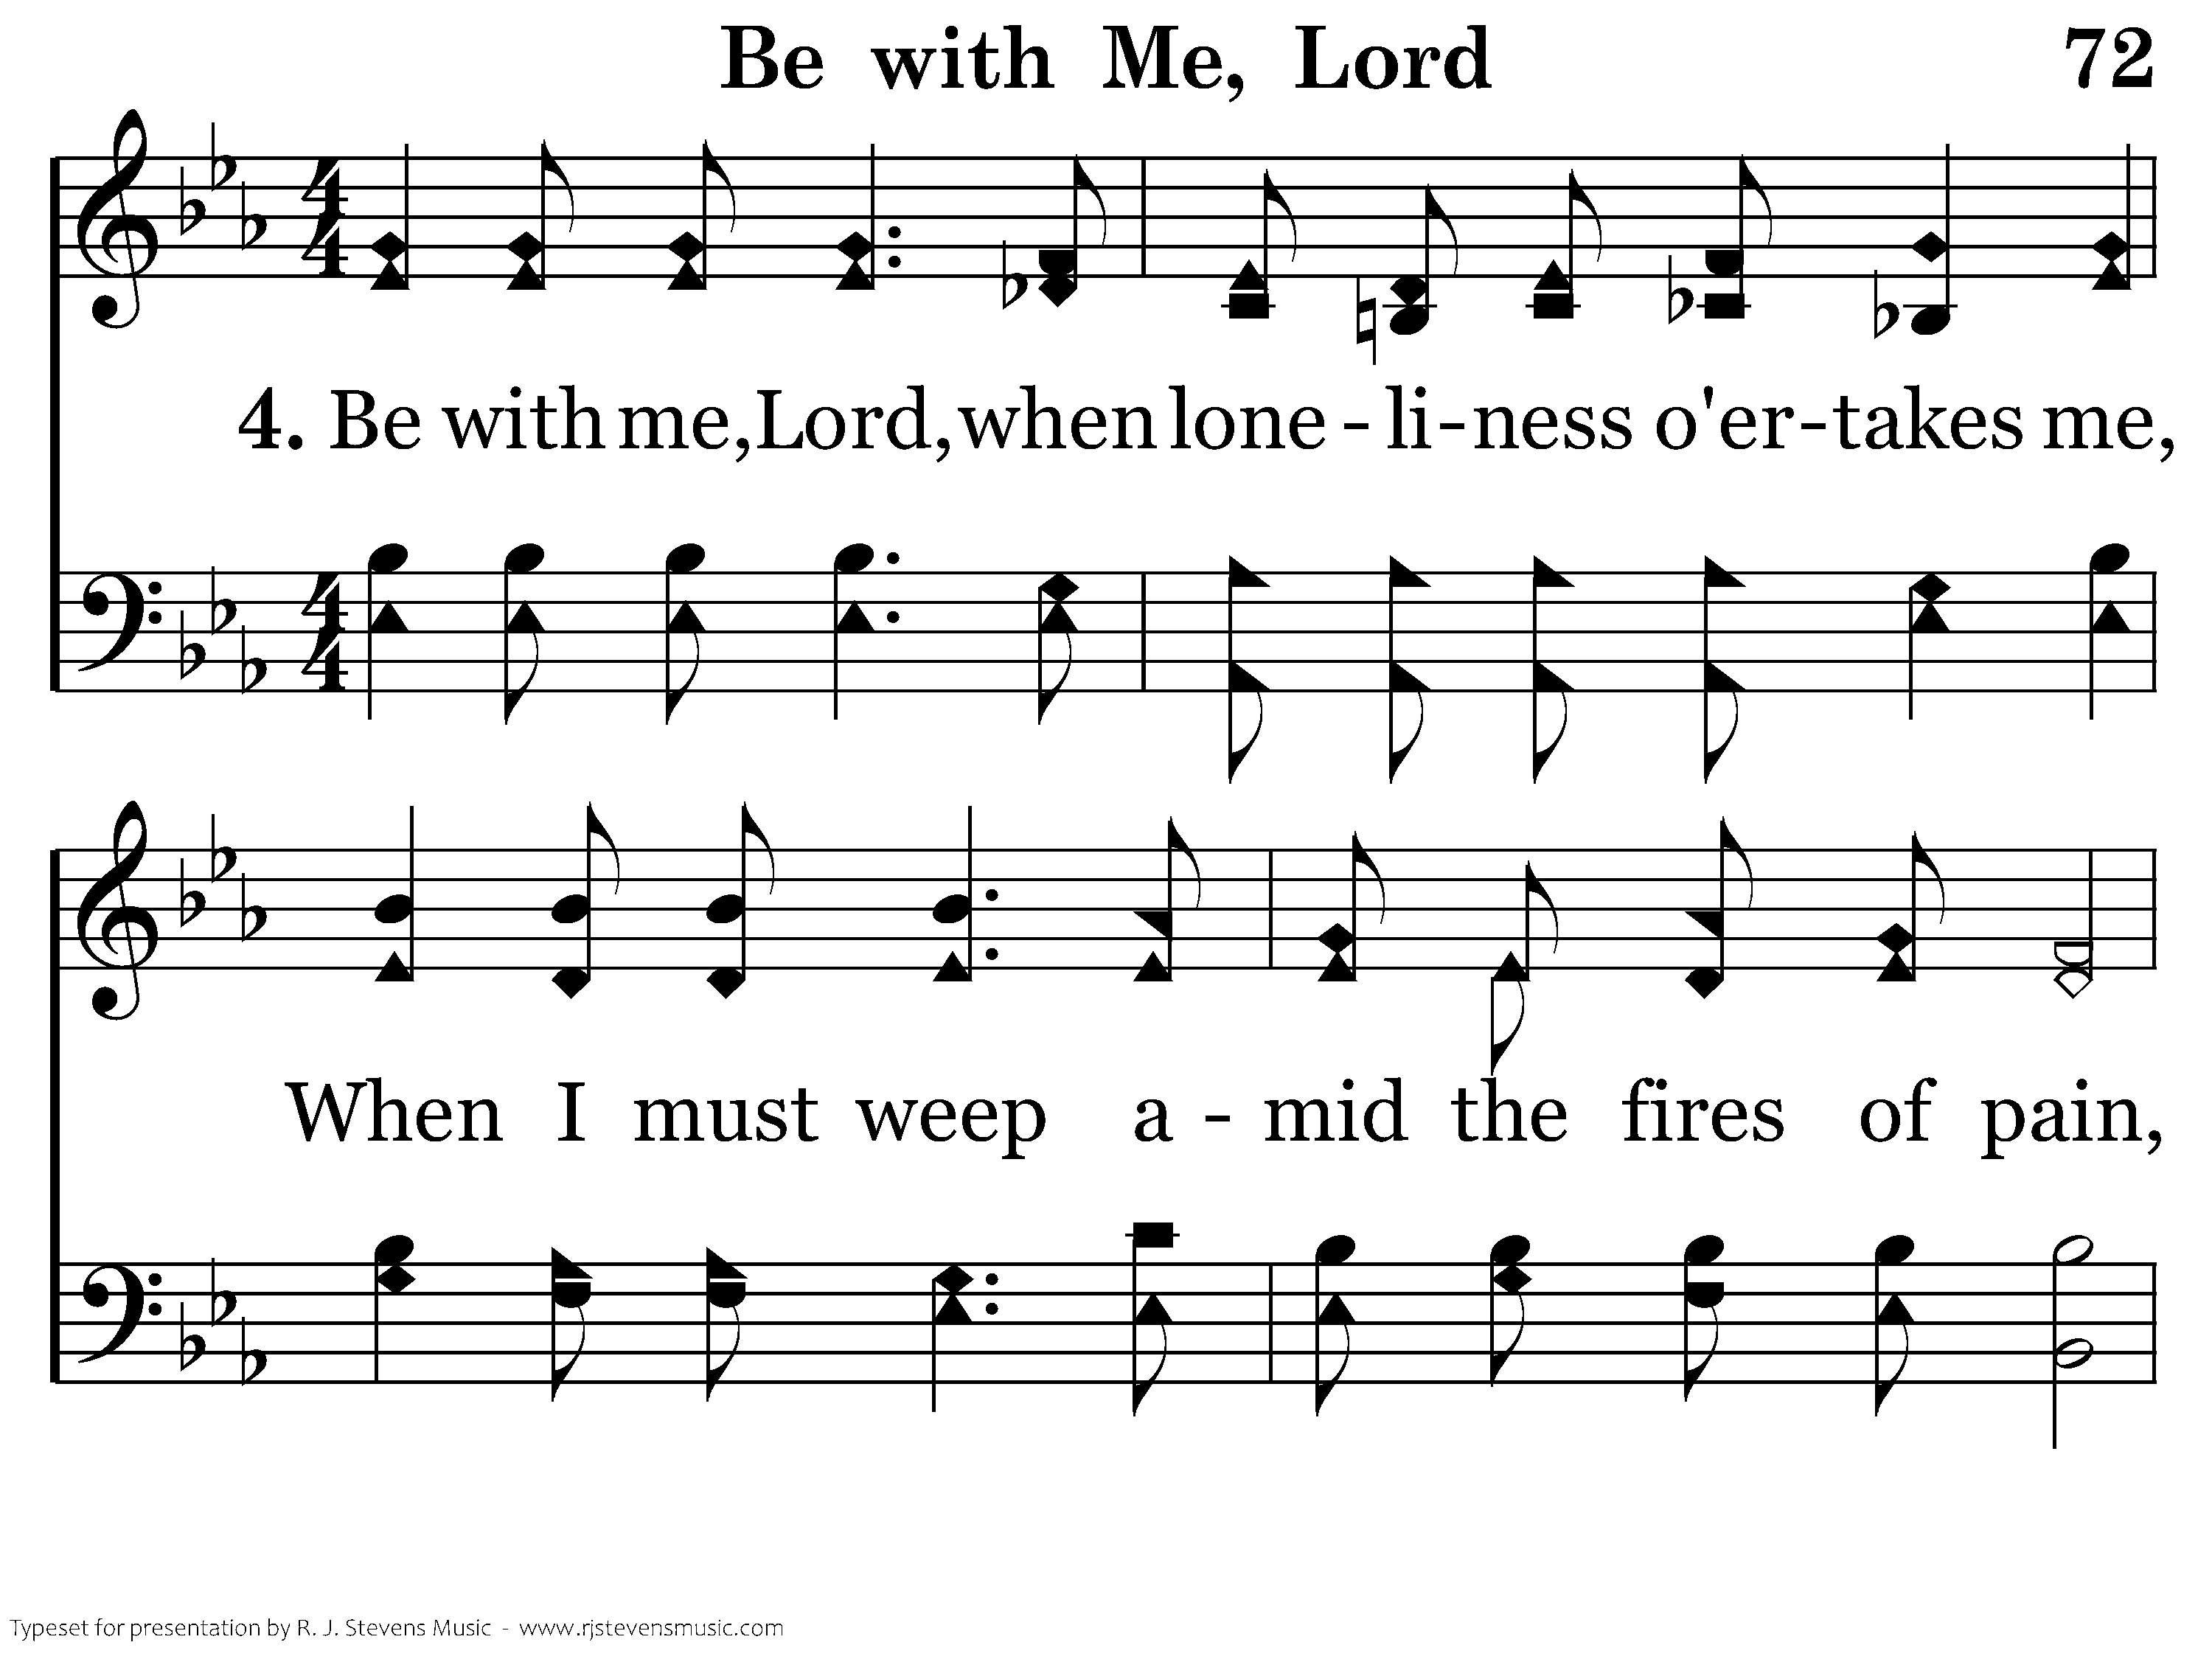 Be with Me, Lord 72
4. Be with me, Lord, when lone - li - ness o'er - takes me,
When I must weep a - mid the fires of pain,
Typeset for presentation by R. J. Stevens Music - www.rjstevensmusic.com